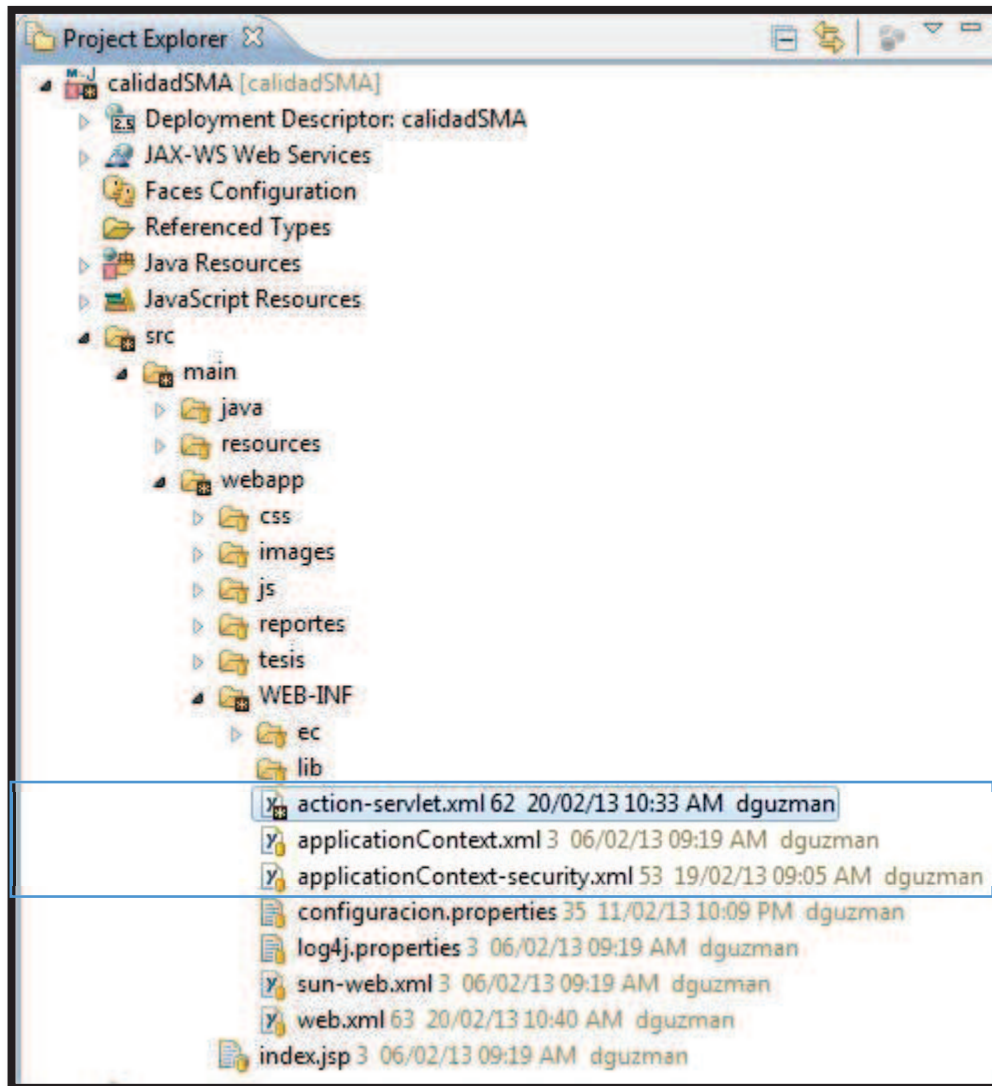 Project Explorer
calidadSMA [calidadSMA]
Deployment Descriptor: calidadSMA
JAX-WS Web Services
Faces Configuration
Referenced Types
Java Resources
JavaScript Resources
src
main
java
resources
webapp
css
images
js
reportes
tesis
WEB-INF
ec
lib
action-servlet.xml 62 20/02/13 10:33 AM dguzman
applicationContext.xml 3 06/02/13 09:19 AM dguzman
applicationContext-security.xml 53 19/02/13 09:05 AM dguzman
configuracion.properties 35 11/02/13 10:09 PM dguzman
log4j.properties 3 06/02/13 09:19 AM dguzman
sun-web.xml 3 06/02/13 09:19 AM dguzman
web.xml 63 20/02/13 10:40 AM dguzman
index.jsp 3 06/02/13 09:19 AM dguzman